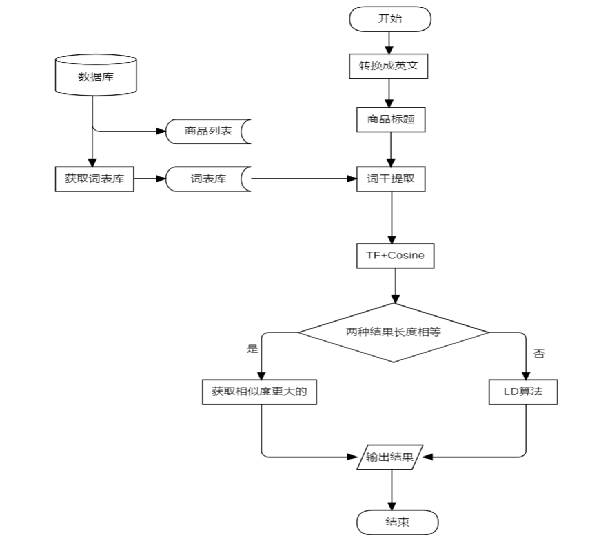 开始
转换成英文
数据库
商品标题
商品列表
获取词表库
词表库
词干提取
TF+Cosine
两种结果长度相等
是
否
获取相似度更大的
LD算法
输出结果
结束